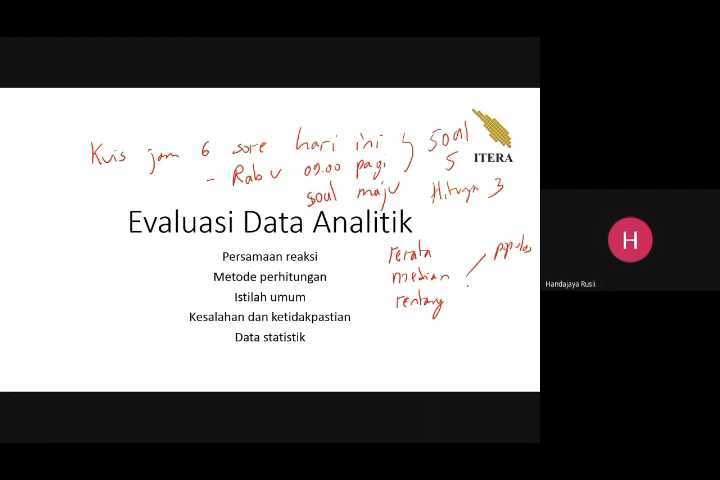 Kuis jam 6 sore hari ini
- Rabu 09.00 pagi
soal maju
Soal
5
Hitung 3
ITERA
Evaluasi Data Analitik
Persamaan reaksi
Metode perhitungan
Istilah umum
Kesalahan dan ketidakpastian
Data statistik
rerata
median
rentang
H
Handajaya Rusli